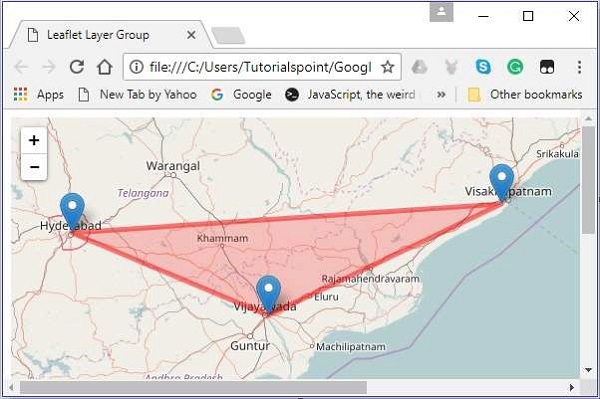 Leaflet Layer Group
file:///C:/Users/Tutorialspoint/Googl
Apps New Tab by Yahoo Google JavaScript, the weird » Other bookmarks
+
−
Srikakula
Warangal
Visakhapatnam
Telangana
Hyderabad
Khammam
Rajamahendravaram
Vijayawada
Eluru
Guntur
Machilipatnam
Andhra Pradesh